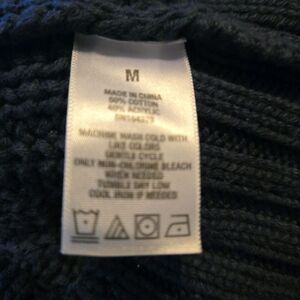 M
MADE IN CHINA
60% COTTON
40% ACRYLIC
MACHINE WASH COLD WITH
LIKE COLORS
GENTLE CYCLE
ONLY NON-CHLORINE BLEACH
WHEN NEEDED
TUMBLE DRY LOW
COOL IRON IF NEEDED